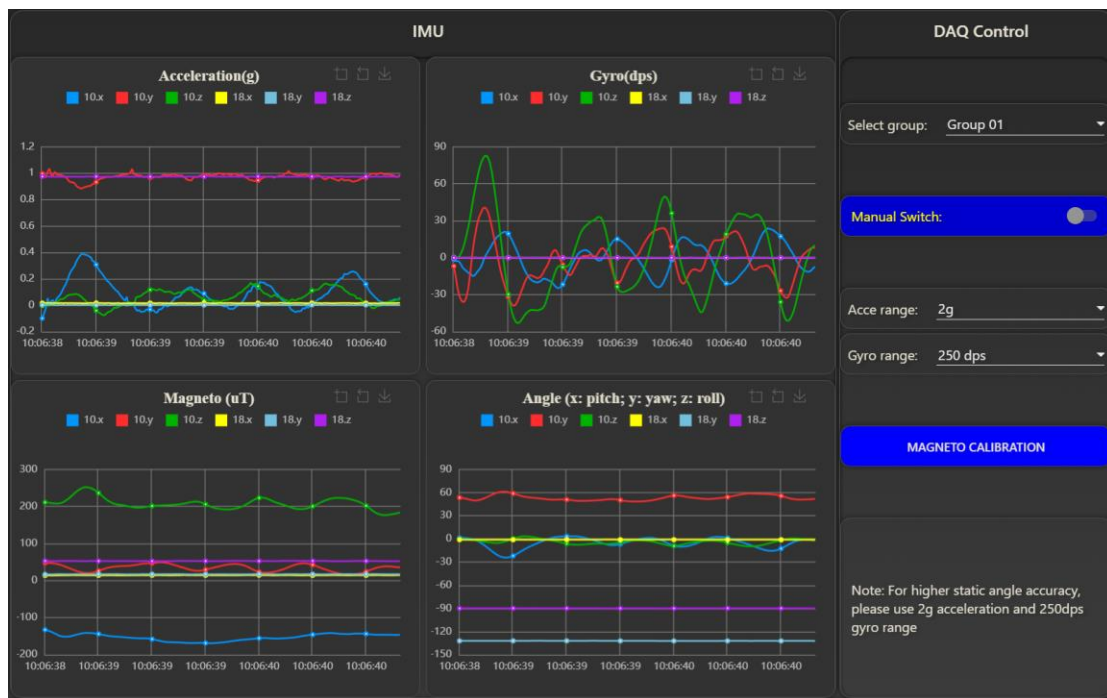 IMU
Acceleration(g)
10.x 10.y 10.z 18.x 18.y 18.z
1.2
1
0.8
0.6
0.4
0.2
0
-0.2
10:06:38 10:06:39 10:06:39 10:06:39 10:06:40 10:06:40 10:06:40
Gyro(dps)
10.x 10.y 10.z 18.x 18.y 18.z
90
60
30
0
-30
-60
10:06:38 10:06:39 10:06:39 10:06:39 10:06:40 10:06:40 10:06:40
Magneto (uT)
10.x 10.y 10.z 18.x 18.y 18.z
300
200
100
0
-100
-200
10:06:38 10:06:39 10:06:39 10:06:39 10:06:40 10:06:40 10:06:40
Angle (x: pitch; y: yaw; z: roll)
10.x 10.y 10.z 18.x 18.y 18.z
90
60
30
0
-30
-60
-90
-120
-150
10:06:38 10:06:39 10:06:39 10:06:39 10:06:40 10:06:40 10:06:40
DAQ Control
Select group: Group 01
Manual Switch:
Acce range: 2g
Gyro range: 250 dps
MAGNETO CALIBRATION
Note: For higher static angle accuracy,
please use 2g acceleration and 250dps
gyro range